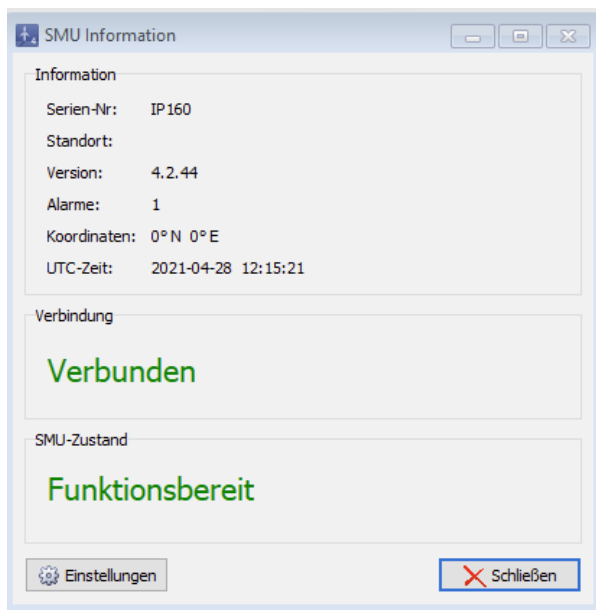 SMU Information
Information
Serien-Nr: IP160
Standort:
Version: 4.2.44
Alarme: 1
Koordinaten: 0° N 0° E
UTC-Zeit: 2021-04-28 12:15:21
Verbindung
Verbunden
SMU-Zustand
Funktionsbereit
Einstellungen Schließen